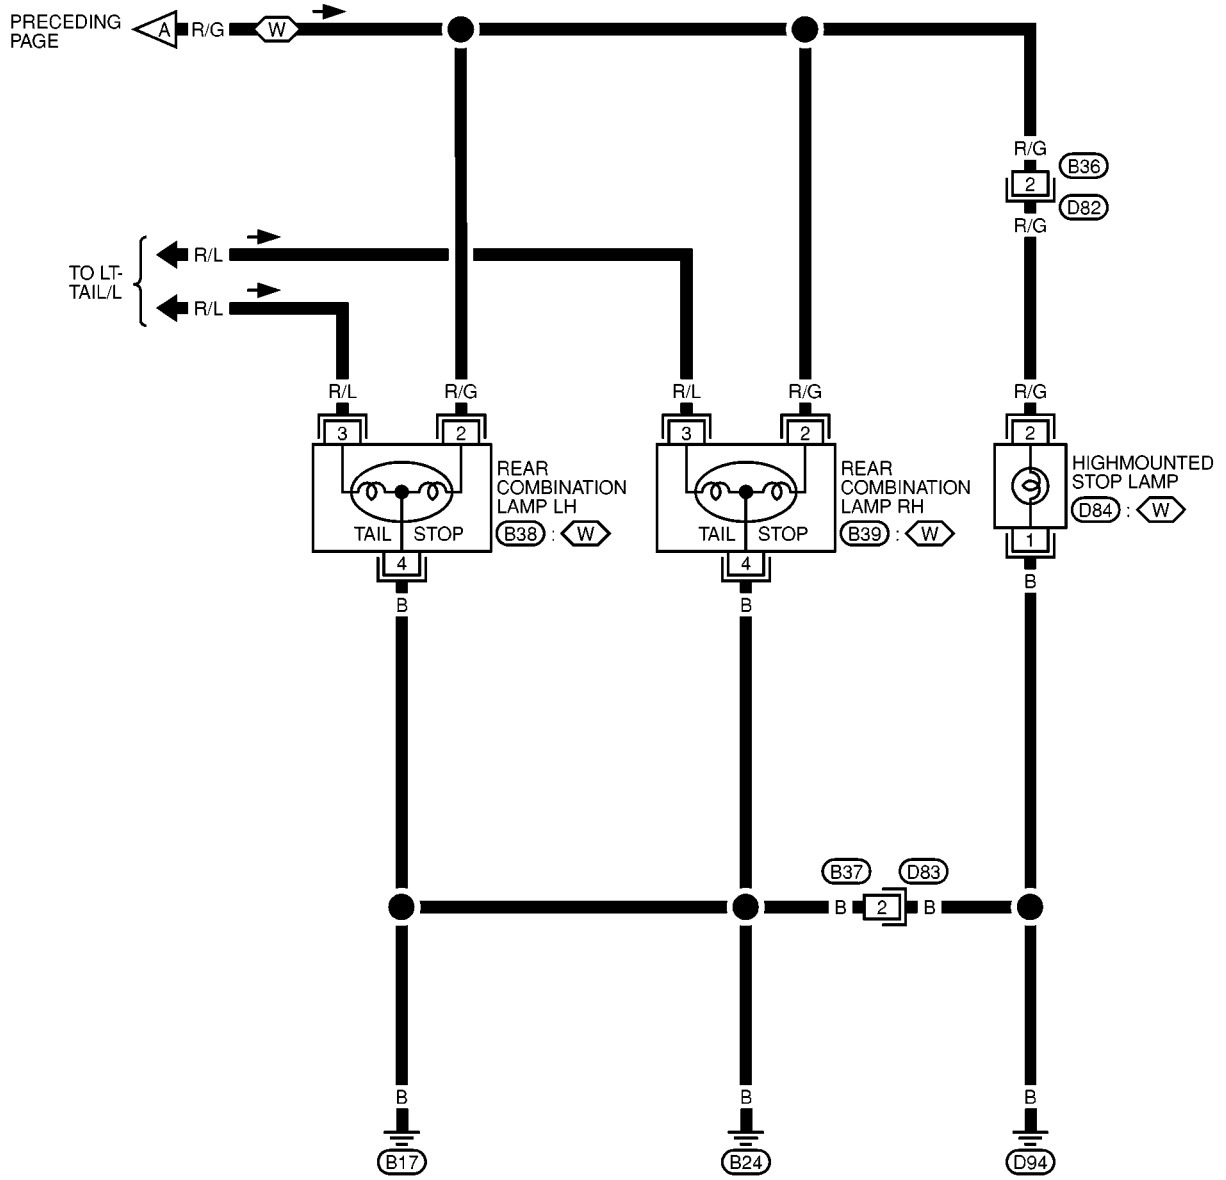 PRECEDING
PAGE
A
R/G
W
R/G
2
B36
D82
R/G
TO LT-
TAIL/L
R/L
R/L
R/L
R/G
R/L
R/G
R/G
3
2
3
2
2
REAR
COMBINATION
LAMP LH
B38 : W
TAIL
STOP
REAR
COMBINATION
LAMP RH
B39 : W
TAIL
STOP
HIGHMOUNTED
STOP LAMP
D84 : W
4
4
1
B
B
B
B37
D83
B
2
B
B
B
B
B17
B24
D94